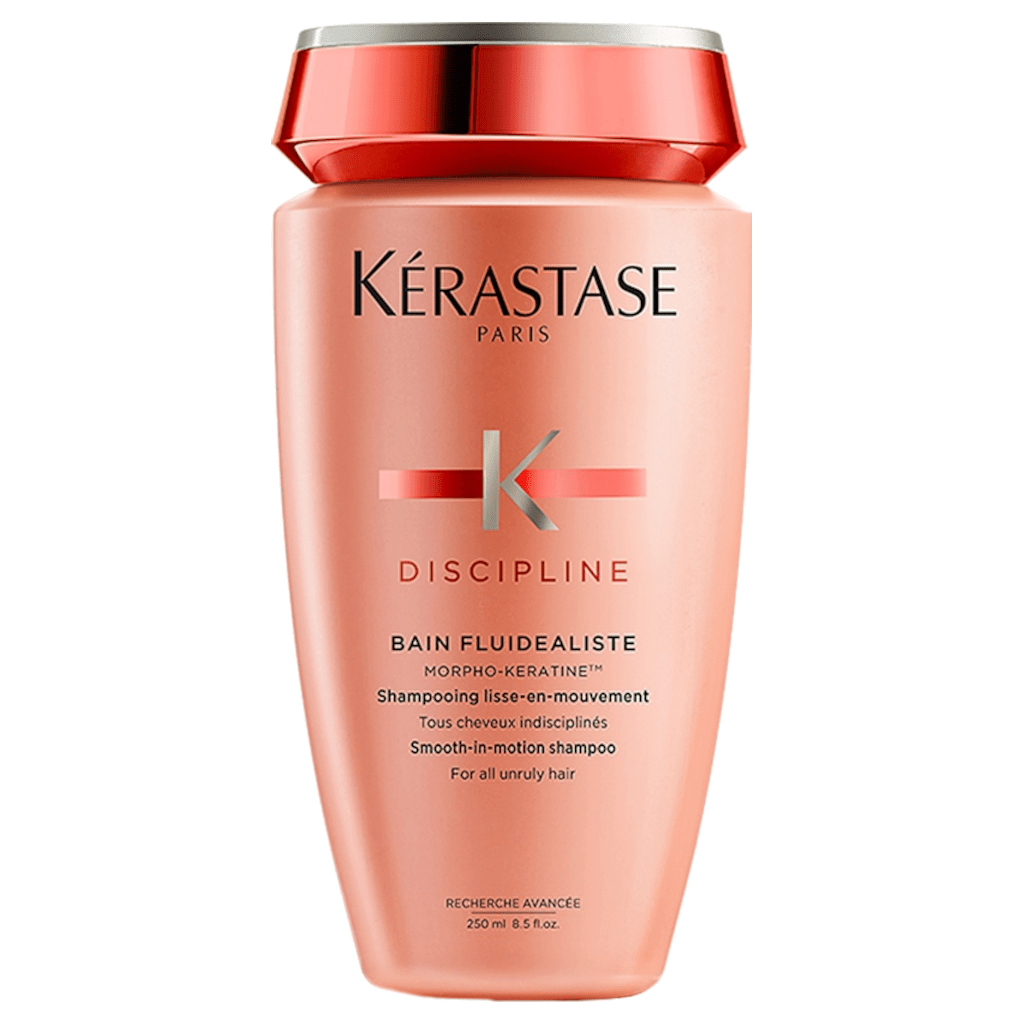 KÉRASTASE
PARIS
K
DISCIPLINE
BAIN FLUIDEALISTE
MORPHO-KERATINE™
Shampooing lisse-en-mouvement
Tous cheveux indisciplinés
Smooth-in-motion shampoo
For all unruly hair
RECHERCHE AVANCÉE
250 ml 8.5 fl.oz.